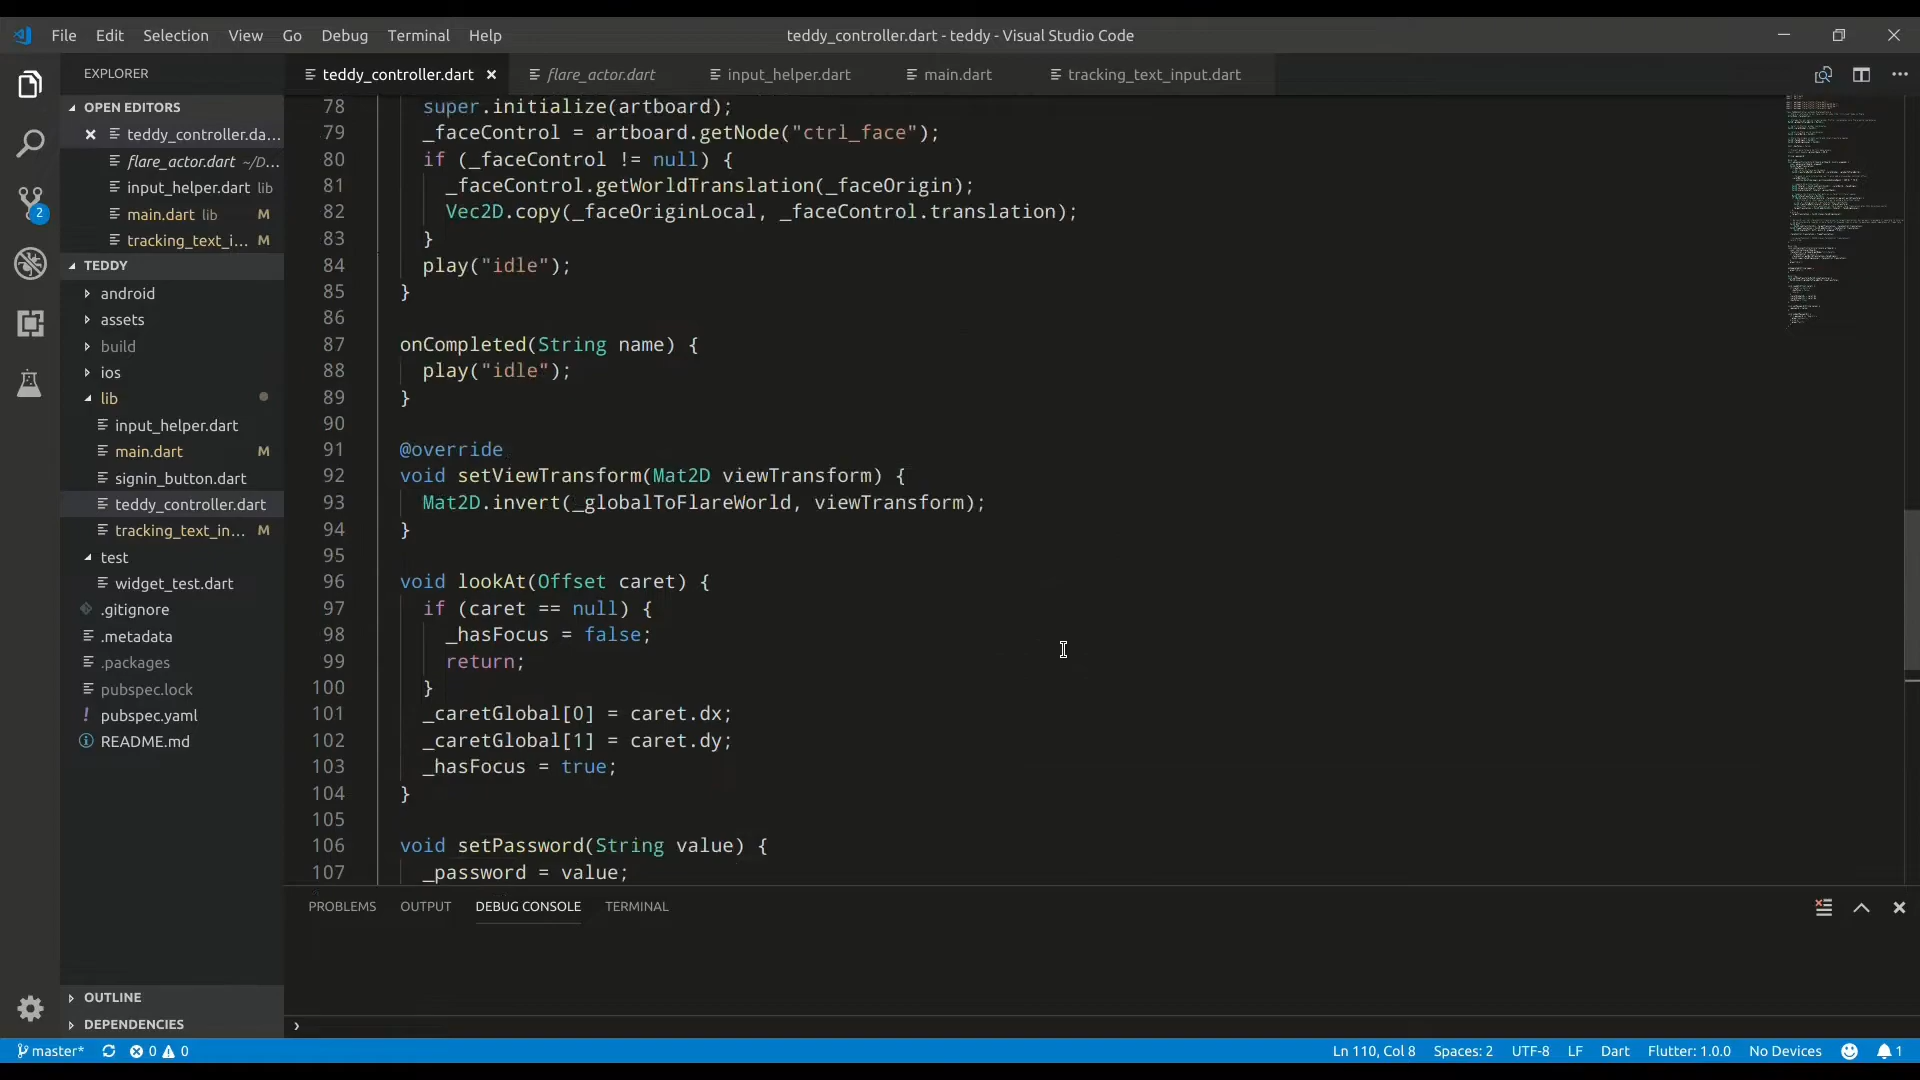 File Edit Selection View Go Debug Terminal Help
teddy_controller.dart - teddy - Visual Studio Code
EXPLORER
OPEN EDITORS
teddy_controller.da...
flare_actor.dart ~/D...
input_helper.dart lib
main.dart lib M
tracking_text_i... M
TEDDY
android
assets
build
ios
lib
input_helper.dart
main.dart M
signin_button.dart
teddy_controller.dart
tracking_text_in... M
test
widget_test.dart
.gitignore
.metadata
.packages
pubspec.lock
! pubspec.yaml
README.md
OUTLINE
DEPENDENCIES
2
teddy_controller.dart flare_actor.dart input_helper.dart main.dart tracking_text_input.dart
78 super.initialize(artboard);
79 _faceControl = artboard.getNode("ctrl_face");
80 if (_faceControl != null) {
81 _faceControl.getWorldTranslation(_faceOrigin);
82 Vec2D.copy(_faceOriginLocal, _faceControl.translation);
83 }
84 play("idle");
85 }
86
87 onCompleted(String name) {
88 play("idle");
89 }
90
91 @override
92 void setViewTransform(Mat2D viewTransform) {
93 Mat2D.invert(_globalToFlareWorld, viewTransform);
94 }
95
96 void lookAt(Offset caret) {
97 if (caret == null) {
98 _hasFocus = false;
99 return;
100 }
101 _caretGlobal[0] = caret.dx;
102 _caretGlobal[1] = caret.dy;
103 _hasFocus = true;
104 }
105
106 void setPassword(String value) {
107 _password = value;
PROBLEMS OUTPUT DEBUG CONSOLE TERMINAL
master* 0 0 Ln 110, Col 8 Spaces: 2 UTF-8 LF Dart Flutter: 1.0.0 No Devices 1